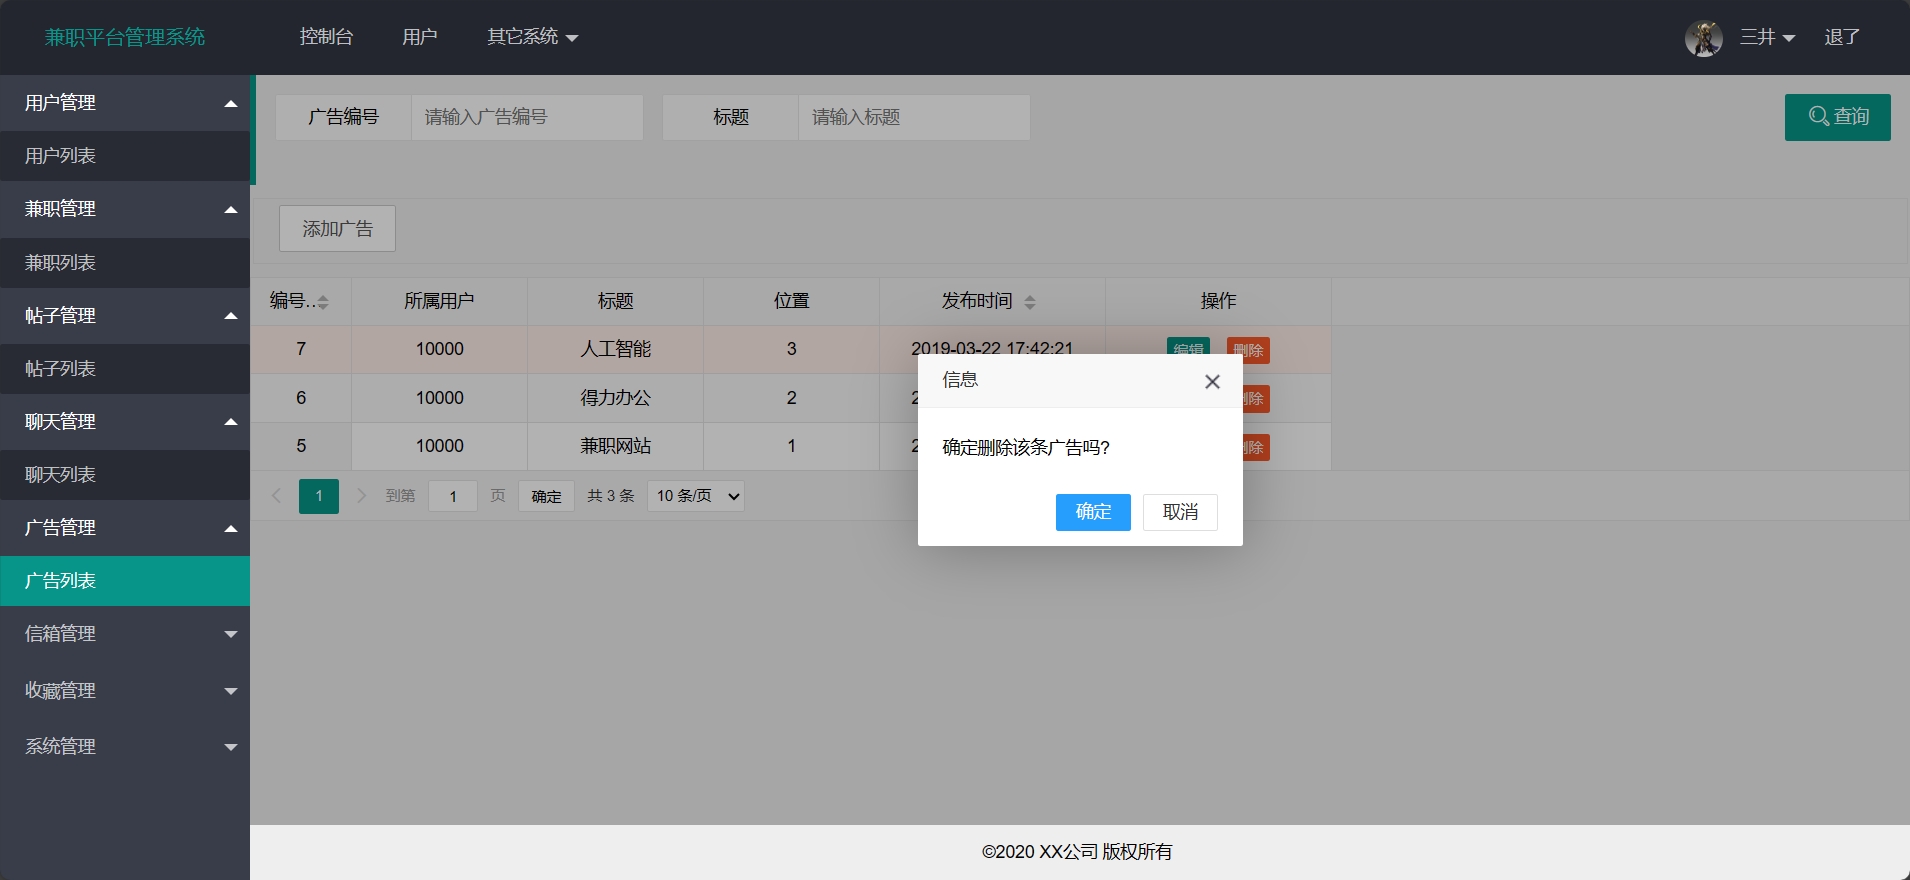 兼职平台管理系统 控制台 用户 其它系统 三井 退了
用户管理
用户列表
兼职管理
兼职列表
帖子管理
帖子列表
聊天管理
聊天列表
广告管理
广告列表
信箱管理
收藏管理
系统管理
广告编号 请输入广告编号 标题 请输入标题 查询
添加广告
编号.. 所属用户 标题 位置 发布时间 操作
7 10000 人工智能 3 2019-03-22 17:42:21 编辑 删除
6 10000 得力办公 2 2
5 10000 兼职网站 1 2
1 到第 1 页 确定 共 3 条 10 条/页
信息
确定删除该条广告吗?
确定 取消
©2020 XX公司 版权所有